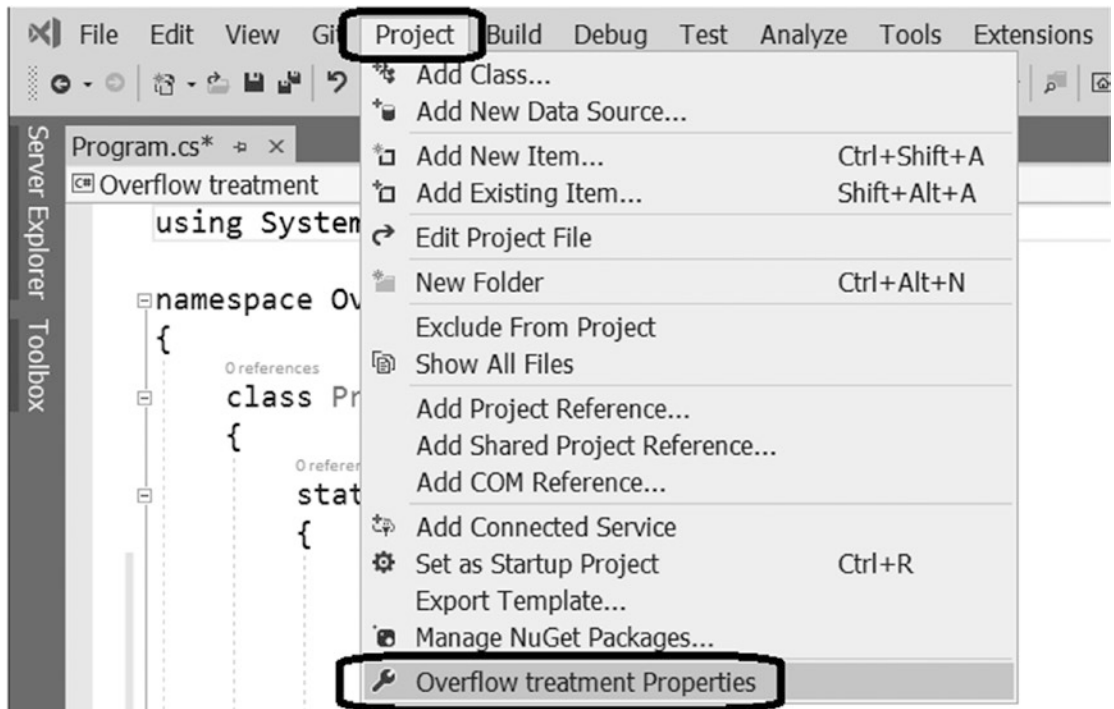 File Edit View Gi Project Build Debug Test Analyze Tools Extensions
Add Class...
Add New Data Source...
Program.cs*
Add New Item... Ctrl+Shift+A
C# Overflow treatment
Add Existing Item... Shift+Alt+A
using System
Edit Project File
Server Explorer
New Folder Ctrl+Alt+N
namespace Ov
{
Exclude From Project
0 references
Show All Files
Toolbox
class Pr
Add Project Reference...
{
Add Shared Project Reference...
0 referen
Add COM Reference...
stat
{
Add Connected Service
Set as Startup Project Ctrl+R
Export Template...
Manage NuGet Packages...
Overflow treatment Properties